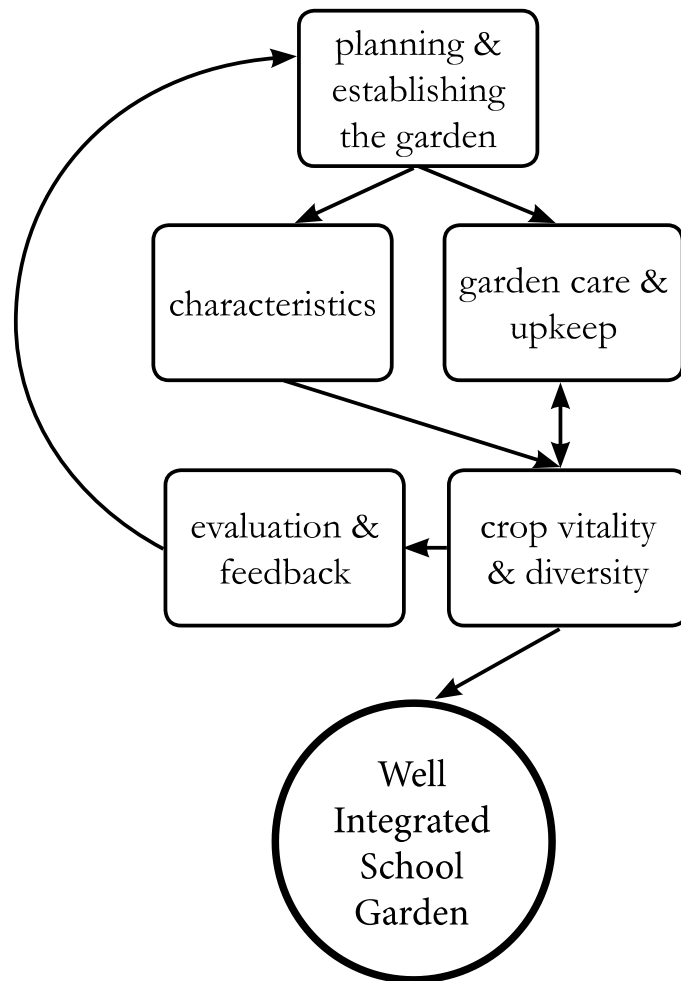 planning &
establishing
the garden
characteristics
garden care &
upkeep
evaluation &
feedback
crop vitality
& diversity
Well
Integrated
School
Garden